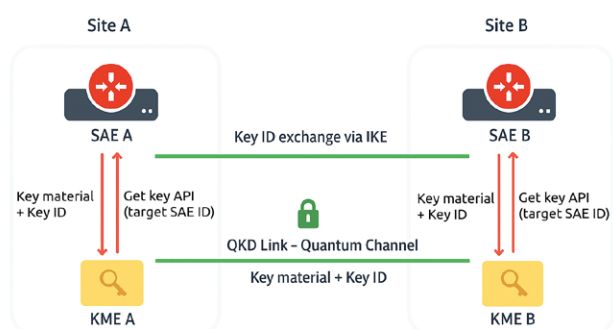 Site A
Site B
SAE A
SAE B
Key ID exchange via IKE
Key material
+ Key ID
Get key API
(target SAE ID)
Key material
+ Key ID
Get key API
(target SAE ID)
QKD Link – Quantum Channel
Key material + Key ID
KME A
KME B